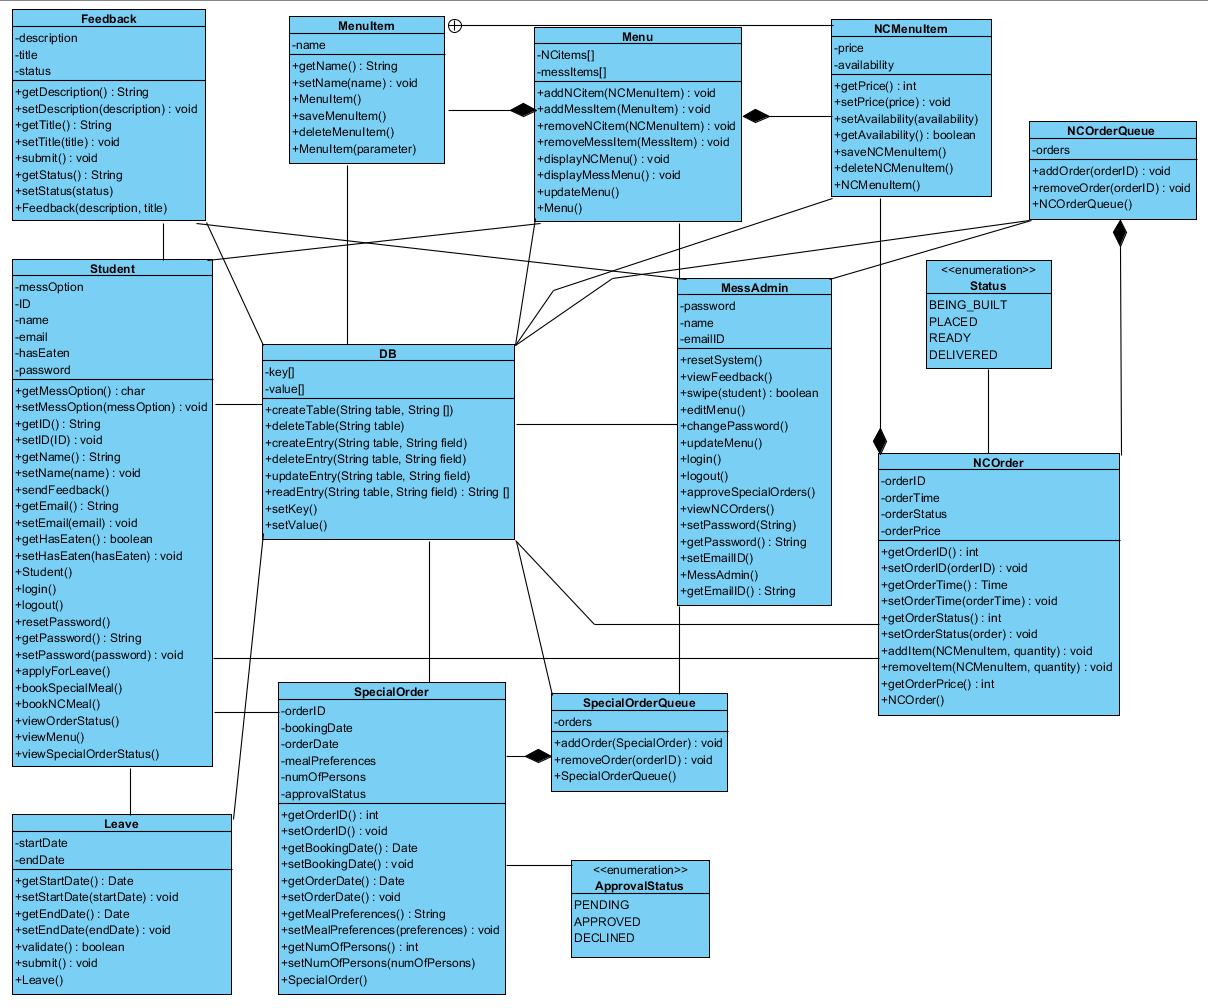 Feedback
-description
-title
-status
+getDescription() : String
+setDescription(description) : void
+getTitle() : String
+setTitle(title) : void
+submit() : void
+getStatus() : String
+setStatus(status)
+Feedback(description, title)
MenuItem
-name
+getName() : String
+setName(name) : void
+MenuItem()
+saveMenuItem()
+deleteMenuItem()
+MenuItem(parameter)
Menu
-NCitems[]
-messItems[]
+addNCitem(NCMenuItem) : void
+addMessItem(MenuItem) : void
+removeNCitem(NCMenuItem) : void
+removeMessItem(MessItem) : void
+displayNCMenu() : void
+displayMessMenu() : void
+updateMenu()
+Menu()
NCMenuItem
-price
-availability
+getPrice() : int
+setPrice(price) : void
+setAvailability(availability)
+getAvailability() : boolean
+saveNCMenuItem()
+deleteNCMenuItem()
+NCMenuItem()
NCOrderQueue
-orders
+addOrder(orderID) : void
+removeOrder(orderID) : void
+NCOrderQueue()
Student
-messOption
-ID
-name
-email
-hasEaten
-password
+getMessOption() : char
+setMessOption(messOption) : void
+getID() : String
+setID(ID) : void
+getName() : String
+setName(name) : void
+sendFeedback()
+getEmail() : String
+setEmail(email) : void
+getHasEaten() : boolean
+setHasEaten(hasEaten) : void
+Student()
+login()
+logout()
+resetPassword()
+getPassword() : String
+setPassword(password) : void
+applyForLeave()
+bookSpecialMeal()
+bookNCMeal()
+viewOrderStatus()
+viewMenu()
+viewSpecialOrderStatus()
DB
-key[]
-value[]
+createTable(String table, String [])
+deleteTable(String table)
+createEntry(String table, String field)
+deleteEntry(String table, String field)
+updateEntry(String table, String field)
+readEntry(String table, String field) : String []
+setKey()
+setValue()
MessAdmin
-password
-name
-emailID
+resetSystem()
+viewFeedback()
+swipe(student) : boolean
+editMenu()
+changePassword()
+updateMenu()
+login()
+logout()
+approveSpecialOrders()
+viewNCOrders()
+setPassword(String)
+getPassword() : String
+setEmailID()
+MessAdmin()
+getEmailID() : String
<<enumeration>>
Status
BEING_BUILT
PLACED
READY
DELIVERED
NCOrder
-orderID
-orderTime
-orderStatus
-orderPrice
+getOrderID() : int
+setOrderID(orderID) : void
+getOrderTime() : Time
+setOrderTime(orderTime) : void
+getOrderStatus() : int
+setOrderStatus(order) : void
+addItem(NCMenuItem, quantity) : void
+removeItem(NCMenuItem, quantity) : void
+getOrderPrice() : int
+NCOrder()
SpecialOrder
-orderID
-bookingDate
-orderDate
-mealPreferences
-numOfPersons
-approvalStatus
+getOrderID() : int
+setOrderID() : void
+getBookingDate() : Date
+setBookingDate() : void
+getOrderDate() : Date
+setOrderDate() : void
+getMealPreferences() : String
+setMealPreferences(preferences) : void
+getNumOfPersons() : int
+setNumOfPersons(numOfPersons)
+SpecialOrder()
SpecialOrderQueue
-orders
+addOrder(SpecialOrder) : void
+removeOrder(orderID) : void
+SpecialOrderQueue()
Leave
-startDate
-endDate
+getStartDate() : Date
+setStartDate(startDate) : void
+getEndDate() : Date
+setEndDate(endDate) : void
+validate() : boolean
+submit() : void
+Leave()
<<enumeration>>
ApprovalStatus
PENDING
APPROVED
DECLINED